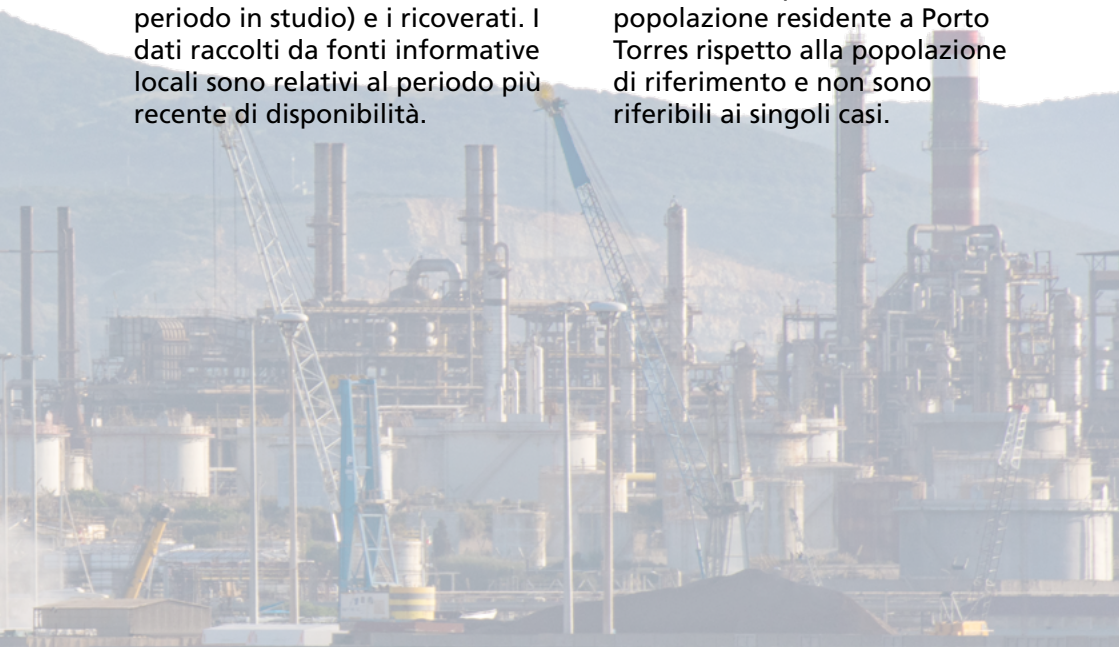 periodo in studio) e i ricoverati. I
dati raccolti da fonti informative
locali sono relativi al periodo più
recente di disponibilità.
popolazione residente a Porto
Torres rispetto alla popolazione
di riferimento e non sono
riferibili ai singoli casi.